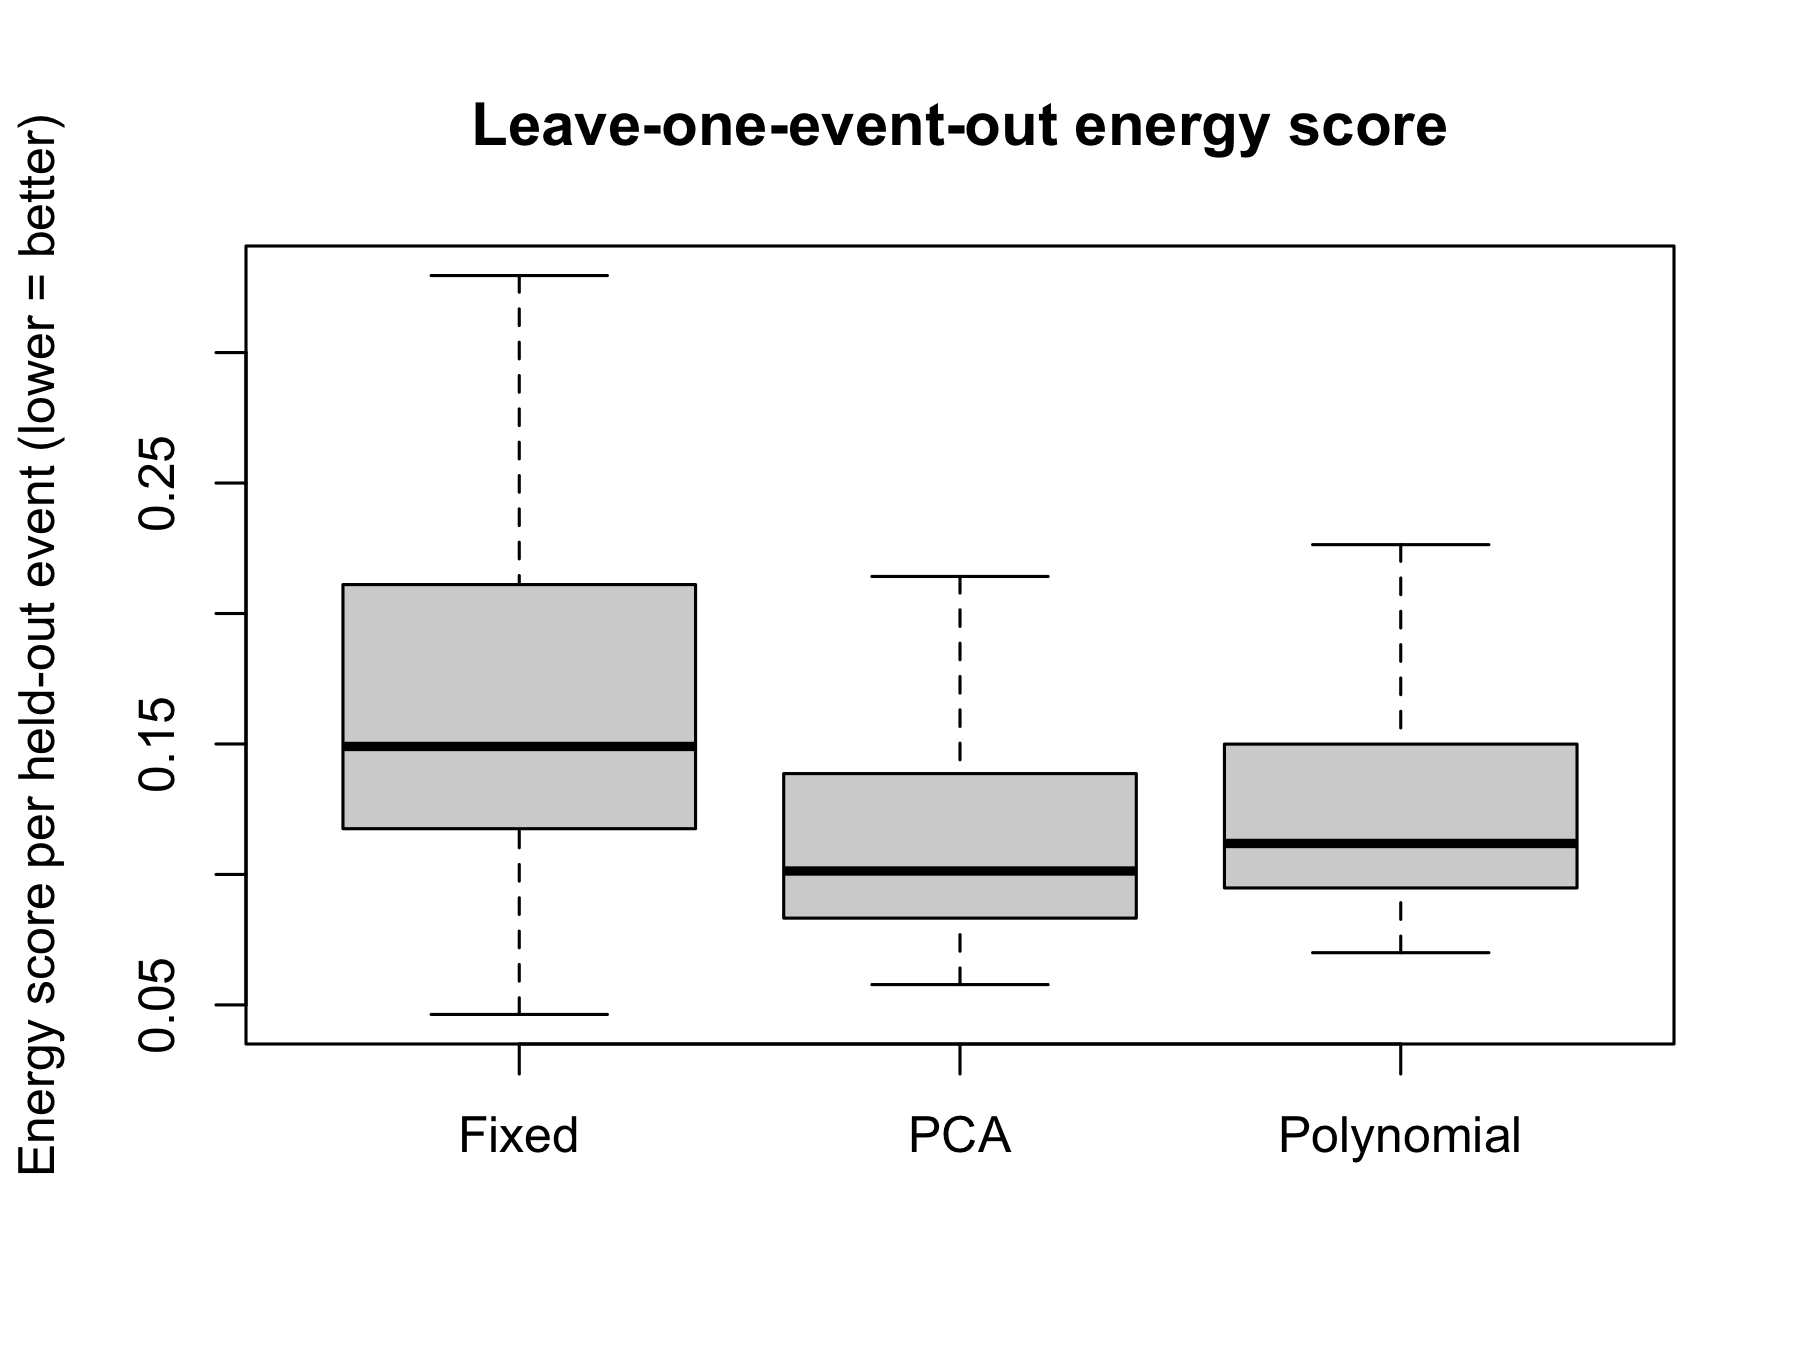 Leave-one-event-out energy score
Energy score per held-out event (lower = better)
0.25
0.15
0.05
Fixed
PCA
Polynomial